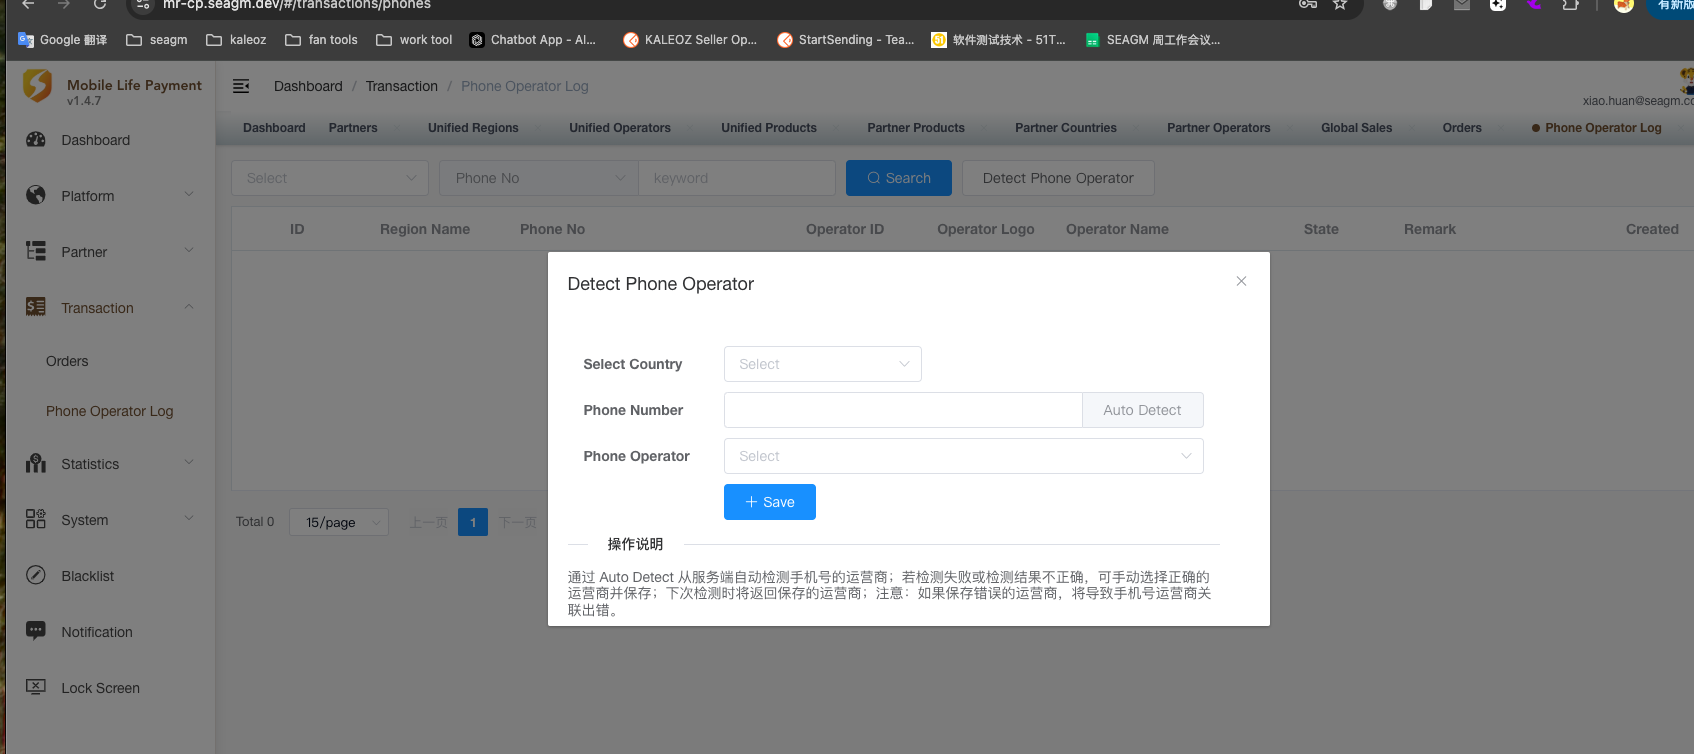 mr-cp.seagm.dev/#/transactions/phones
有新版
Google 翻译 seagm kaleoz fan tools work tool Chatbot App - AI... KALEOZ Seller Op... StartSending - Tea... 软件测试技术 - 51T... SEAGM 周工作会议...
Mobile Life Payment
v1.4.7
Dashboard / Transaction / Phone Operator Log
xiao.huan@seagm.co
Dashboard Partners Unified Regions Unified Operators Unified Products Partner Products Partner Countries Partner Operators Global Sales Orders Phone Operator Log
Dashboard
Platform
Partner
Transaction
Orders
Phone Operator Log
Statistics
System
Blacklist
Notification
Lock Screen
Select Phone No keyword Search Detect Phone Operator
ID Region Name Phone No Operator ID Operator Logo Operator Name State Remark Created
Total 0 15/page 上一页 1 下一页
Detect Phone Operator
Select Country Select
Phone Number Auto Detect
Phone Operator Select
+ Save
操作说明
通过 Auto Detect 从服务端自动检测手机号的运营商；若检测失败或检测结果不正确，可手动选择正确的
运营商并保存；下次检测时将返回保存的运营商；注意：如果保存错误的运营商，将导致手机号运营商关
联出错。